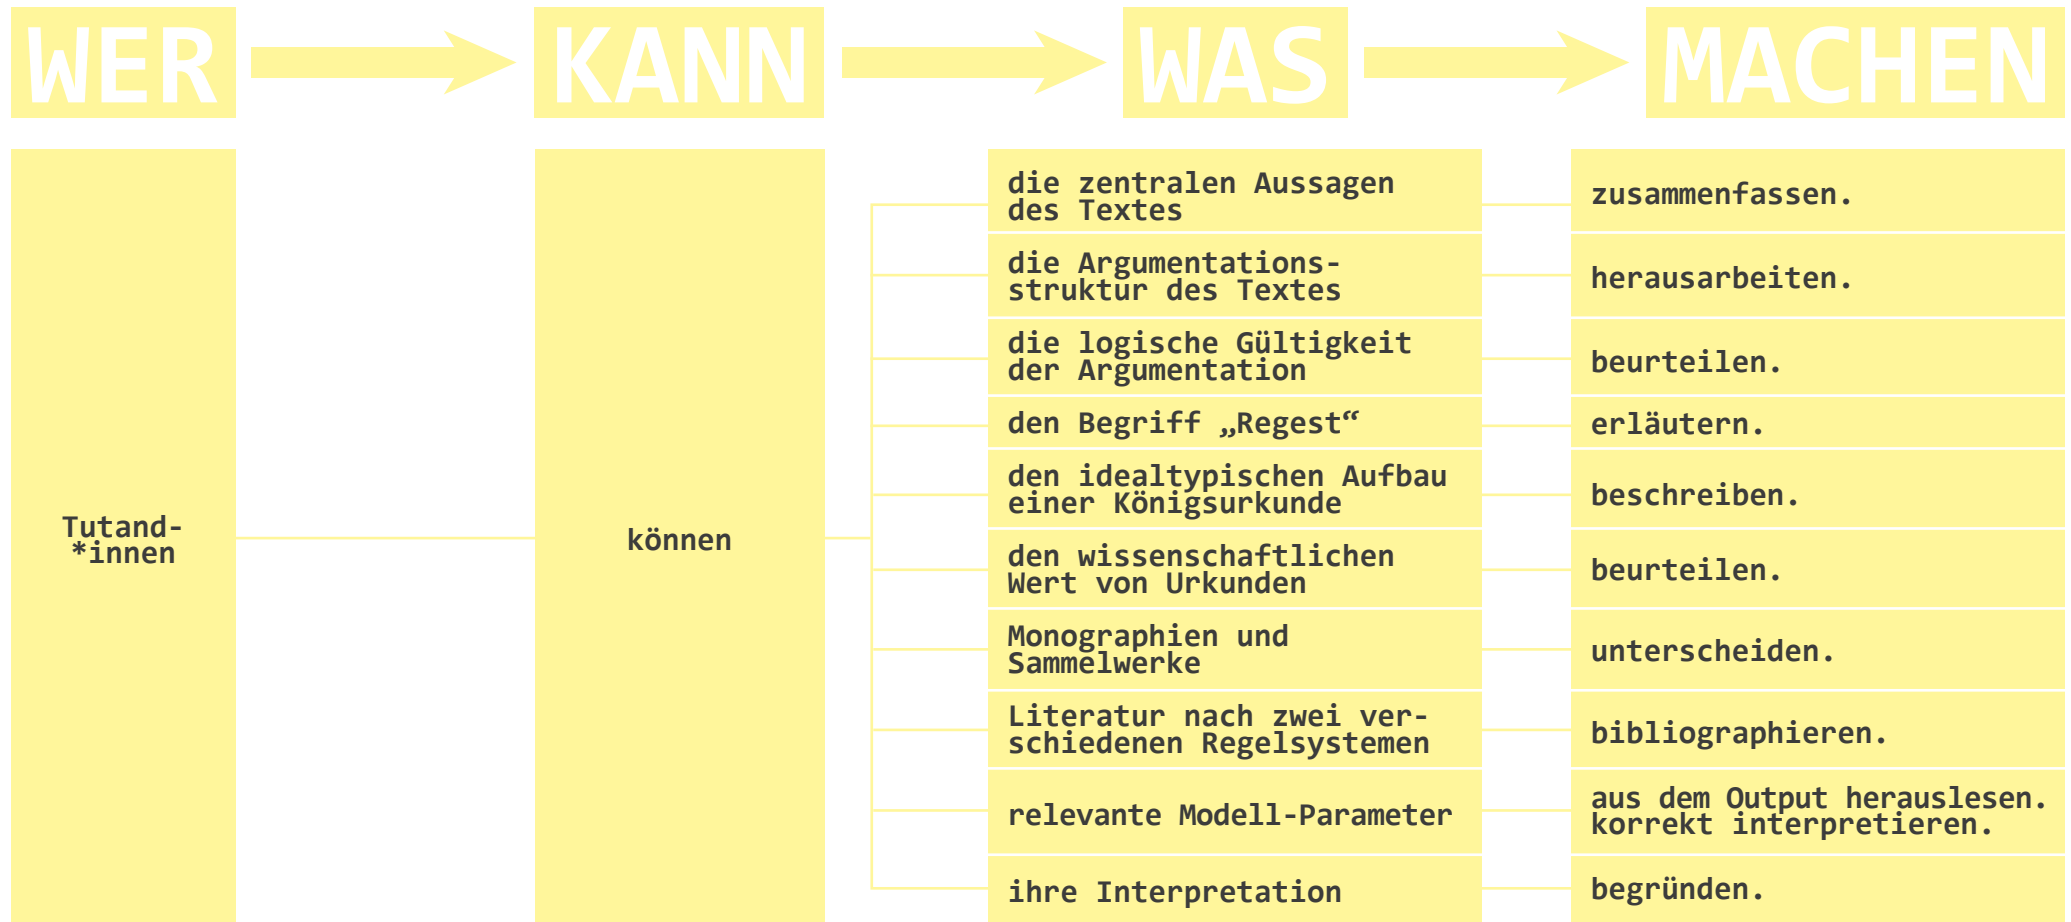 WER KANN WAS MACHEN
Tutand-
*innen
können
die zentralen Aussagen
des Textes
zusammenfassen.
die Argumentations-
struktur des Textes
herausarbeiten.
die logische Gültigkeit
der Argumentation
beurteilen.
den Begriff „Regest“
erläutern.
den idealtypischen Aufbau
einer Königsurkunde
beschreiben.
den wissenschaftlichen
Wert von Urkunden
beurteilen.
Monographien und
Sammelwerke
unterscheiden.
Literatur nach zwei ver-
schiedenen Regelsystemen
bibliographieren.
relevante Modell-Parameter
aus dem Output herauslesen.
korrekt interpretieren.
ihre Interpretation
begründen.